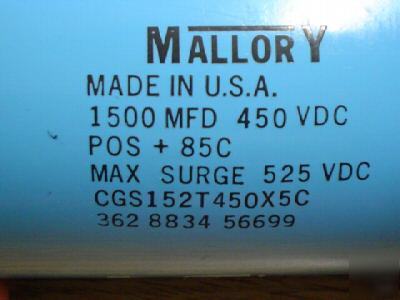 MALLORY
MADE IN U.S.A.
1500 MFD 450 VDC
POS + 85C
MAX SURGE 525 VDC
CGS152T450X5C
362 8834 56699